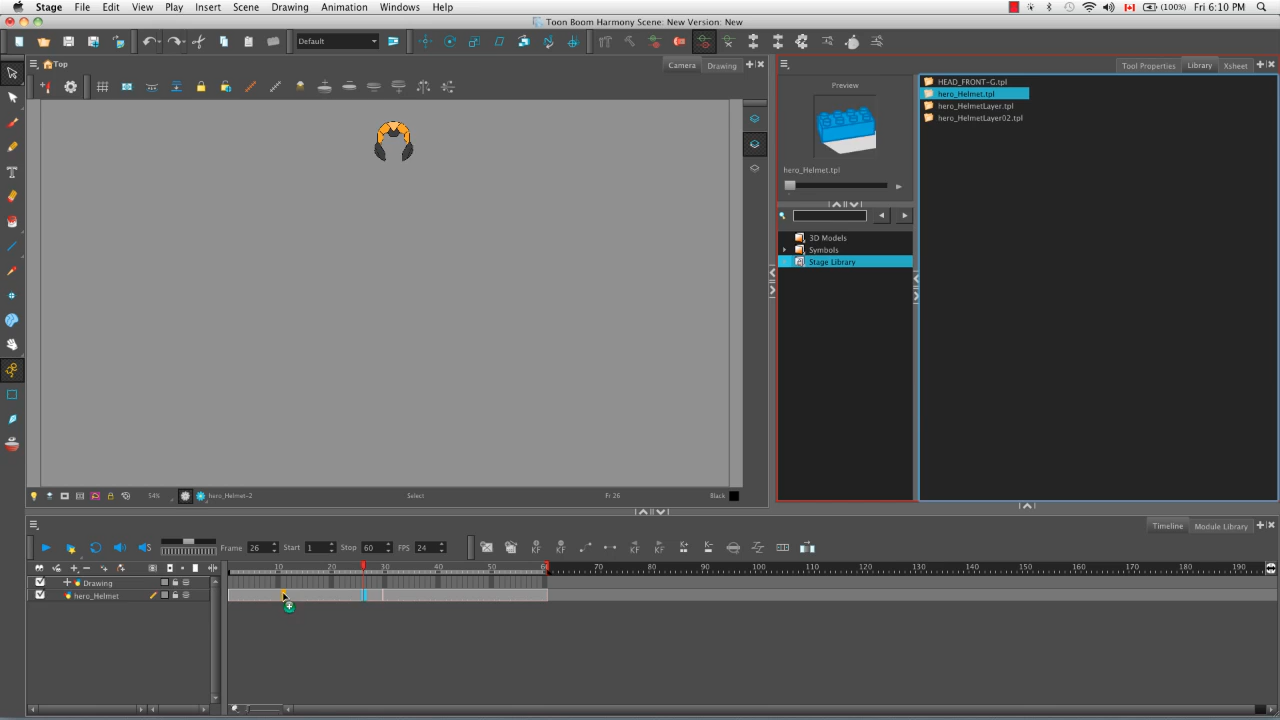 Stage File Edit View Play Insert Scene Drawing Animation Windows Help (100%) Fri 6:10 PM
Toon Boom Harmony Scene: New Version: New
Default
Top Camera Drawing Tool Properties Library Xsheet
Preview
hero_Helmet.tpl
HEAD_FRONT-G.tpl
hero_Helmet.tpl
hero_HelmetLayer.tpl
hero_HelmetLayer02.tpl
3D Models
Symbols
Stage Library
54% hero_Helmet-2 Select Fr 26 Black
Timeline Module Library
Frame 26 Start 1 Stop 60 FPS 24
10 20 30 40 50 60 70 80 90 100 110 120 130 140 150 160 170 180 190
Drawing
hero_Helmet